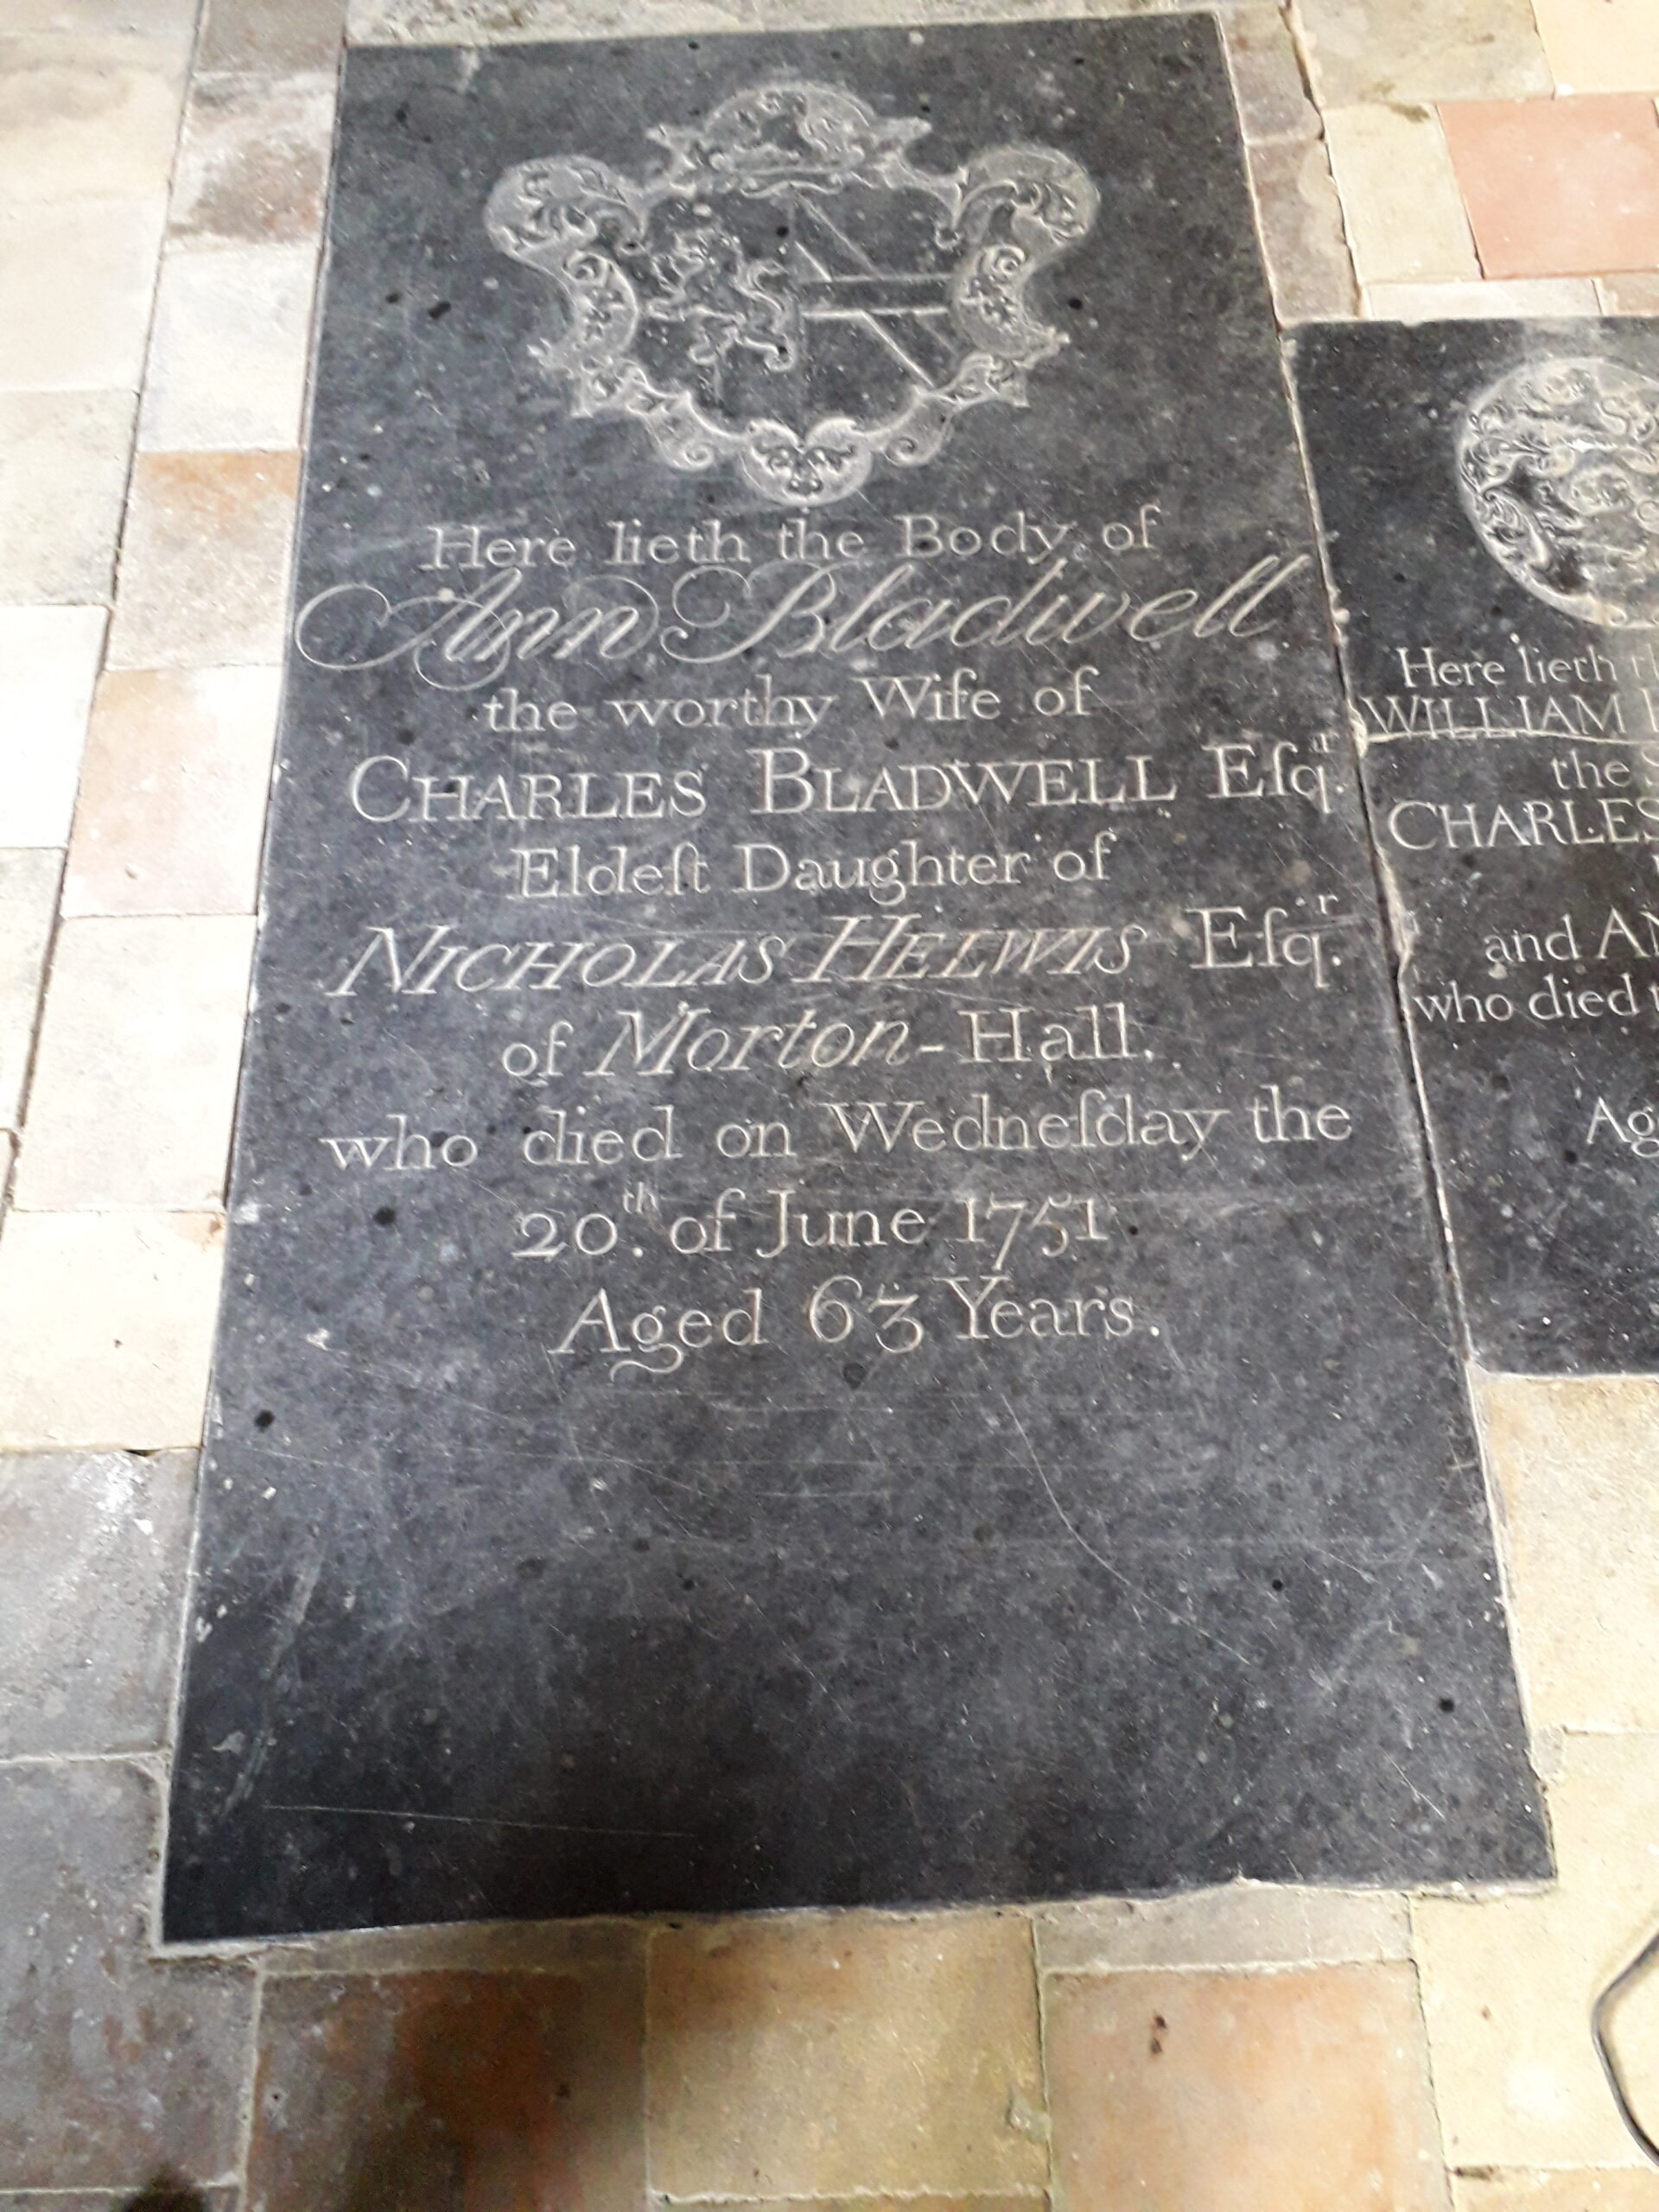 Here lieth the Body of
Ann Bladwell
the worthy Wife of
CHARLES BLADWELL Eſqr.
Eldeſt Daughter of
NICHOLAS HELWIS Eſqr.
of Morton-Hall.
who died on Wedneſday the
20th. of June 1751
Aged 63 Years.
Here lieth
WILLIAM
the
CHARLES
and
who died